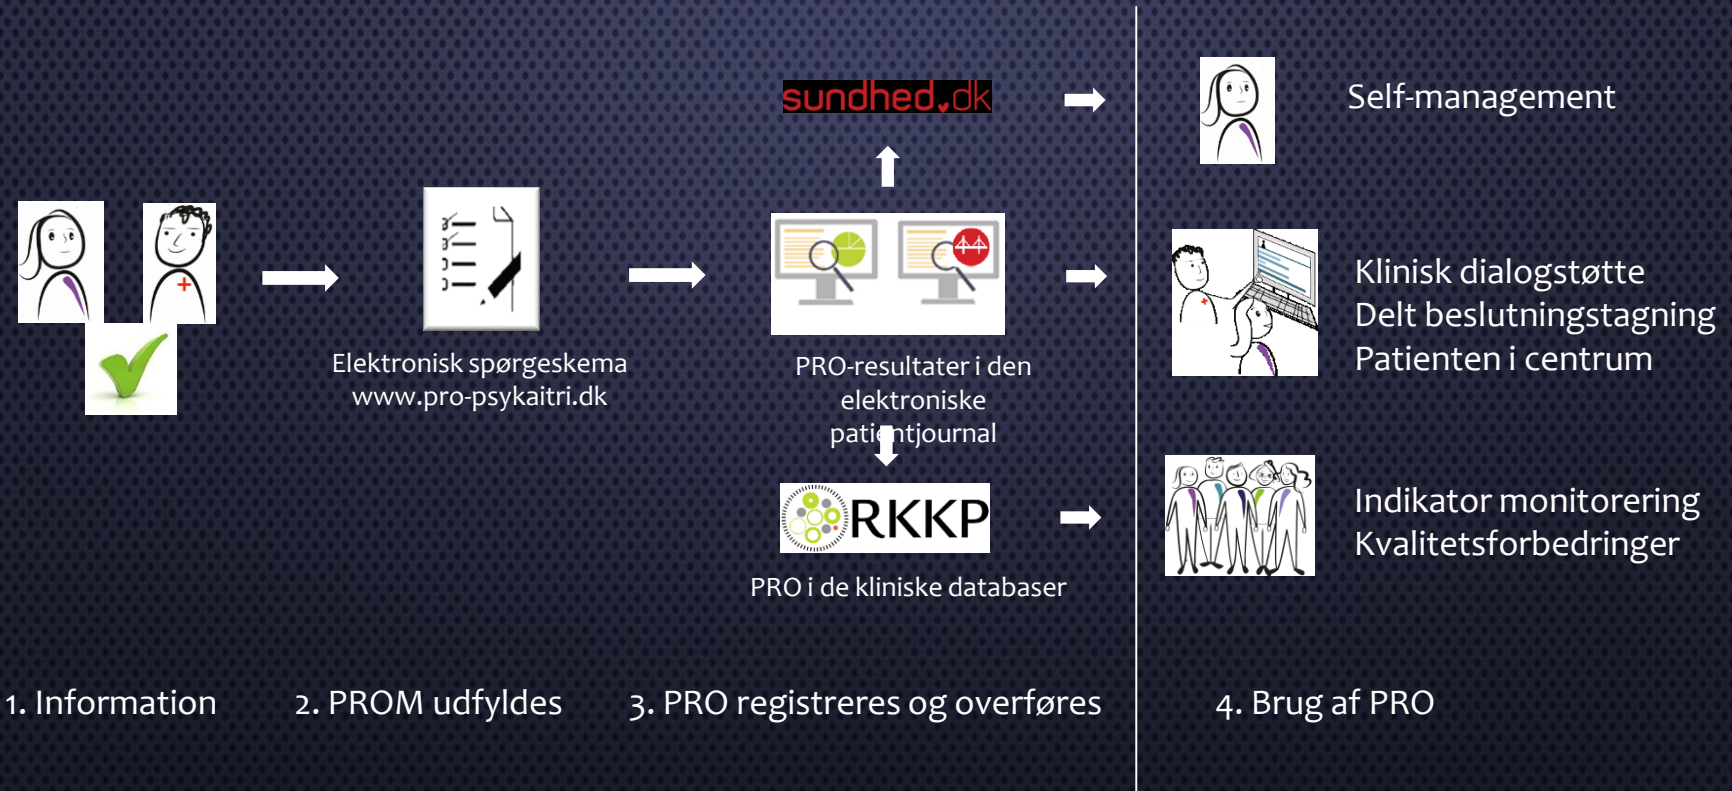 sundhed.dk
Self-management
Elektronisk spørgeskema
www.pro-psykaitri.dk
PRO-resultater i den
elektroniske
patientjournal
Klinisk dialogstøtte
Delt beslutningstagning
Patienten i centrum
RKKP
PRO i de kliniske databaser
Indikator monitorering
Kvalitetsforbedringer
1. Information
2. PROM udfyldes
3. PRO registreres og overføres
4. Brug af PRO